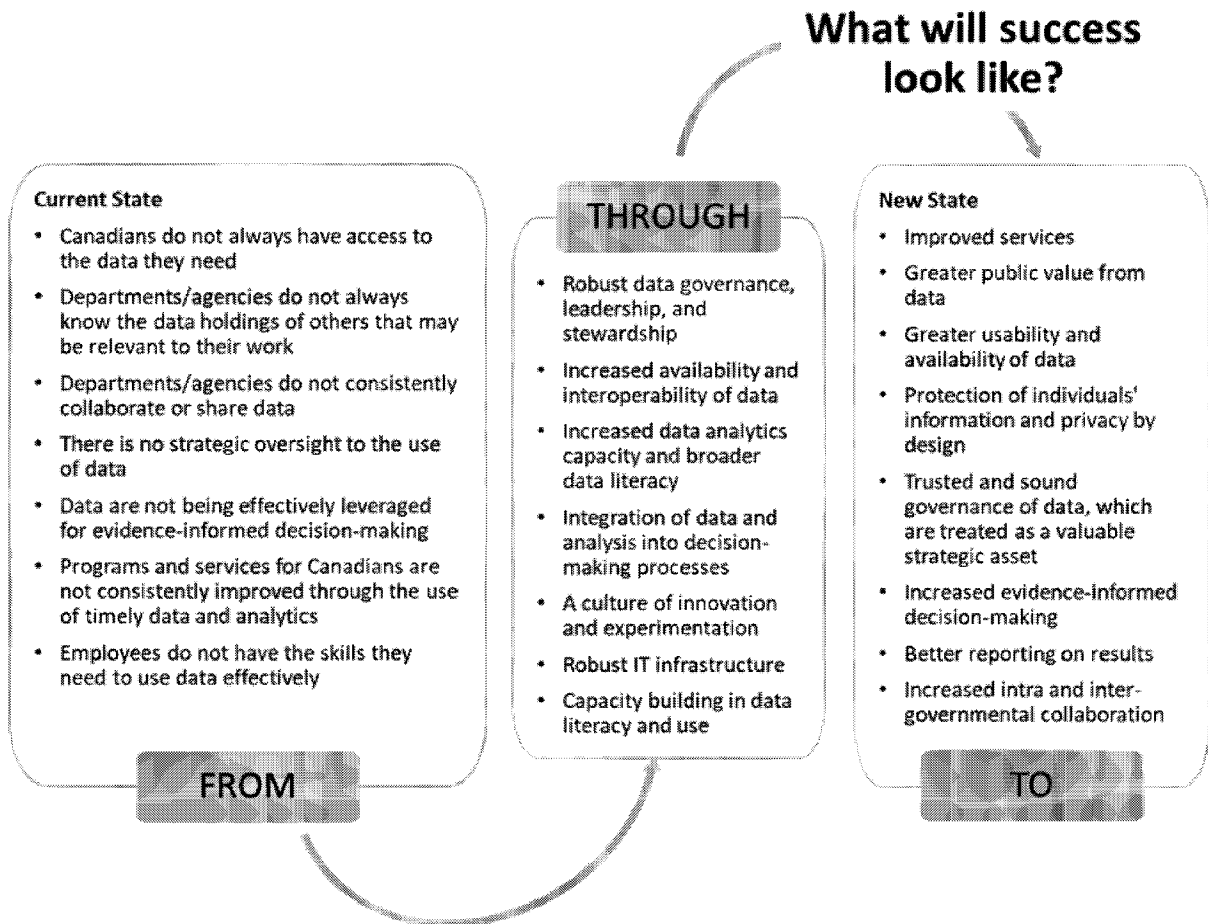 What will success
look like?
Current State
• Canadians do not always have access to
the data they need
• Departments/agencies do not always
know the data holdings of others that may
be relevant to their work
• Departments/agencies do not consistently
collaborate or share data
• There is no strategic oversight to the use
of data
• Data are not being effectively leveraged
for evidence-informed decision-making
• Programs and services for Canadians are
not consistently improved through the use
of timely data and analytics
• Employees do not have the skills they
need to use data effectively
FROM
THROUGH
• Robust data governance,
leadership, and
stewardship
• Increased availability and
interoperability of data
• Increased data analytics
capacity and broader
data literacy
• Integration of data and
analysis into decision-
making processes
• A culture of innovation
and experimentation
• Robust IT infrastructure
• Capacity building in data
literacy and use
New State
• Improved services
• Greater public value from
data
• Greater usability and
availability of data
• Protection of individuals'
information and privacy by
design
• Trusted and sound
governance of data, which
are treated as a valuable
strategic asset
• Increased evidence-informed
decision-making
• Better reporting on results
• Increased intra and inter-
governmental collaboration
TO